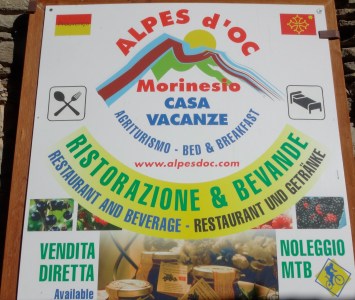 ALPES d'OC
Morinesio
CASA
VACANZE
AGRITURISMO - BED & BREAKFAST
www.alpesdoc.com
RISTORAZIONE & BEVANDE
RESTAURANT AND BEVERAGE - RESTAURANT UND GETRÄNKE
VENDITA
DIRETTA
Available
NOLEGGIO
MTB